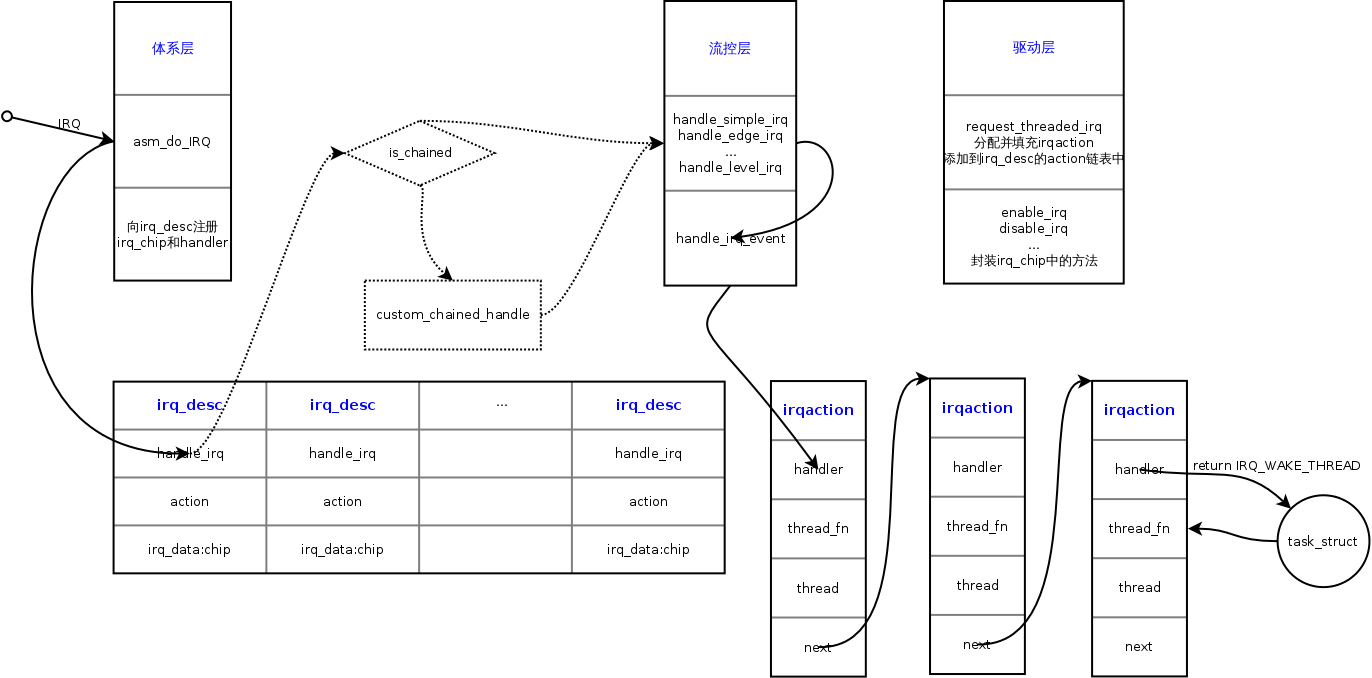 体系层
IRQ
asm_do_IRQ
向irq_desc注册
irq_chip和handler
is_chained
custom_chained_handle
流控层
handle_simple_irq
handle_edge_irq
...
handle_level_irq
handle_irq_event
驱动层
request_threaded_irq
分配并填充irqaction
添加到irq_desc的action链表中
enable_irq
disable_irq
...
封装irq_chip中的方法
irq_desc
handle_irq
action
irq_data:chip
irq_desc
handle_irq
action
irq_data:chip
...
irq_desc
handle_irq
action
irq_data:chip
irqaction
handler
thread_fn
thread
next
irqaction
handler
thread_fn
thread
next
irqaction
handler
thread_fn
thread
next
return IRQ_WAKE_THREAD
task_struct